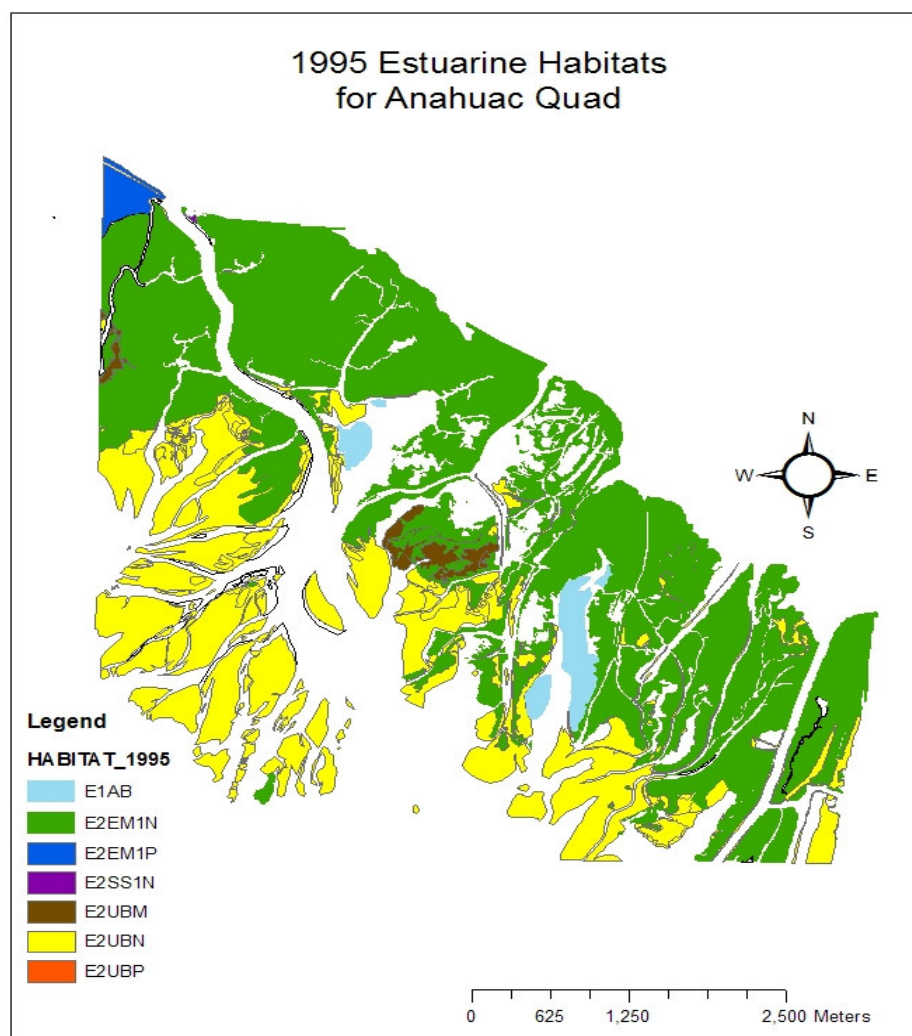 1995 Estuarine Habitats
for Anahuac Quad
N
W E
S
Legend
HABITAT_1995
E1AB
E2EM1N
E2EM1P
E2SS1N
E2UBM
E2UBN
E2UBP
0 625 1,250 2,500 Meters